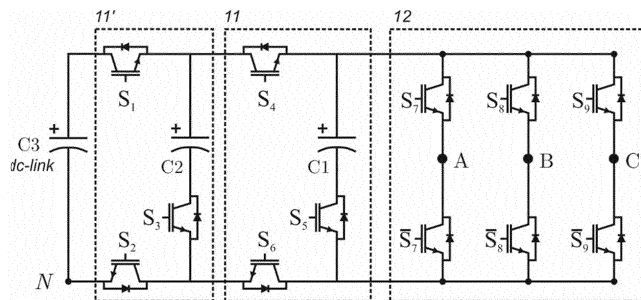 11' 11 12
S1 S4
S7 S8 S9
+ + +
C3 C2 C1
dc-link
A B C
S3 S5
S̅7 S̅8 S̅9
S2 S6
N